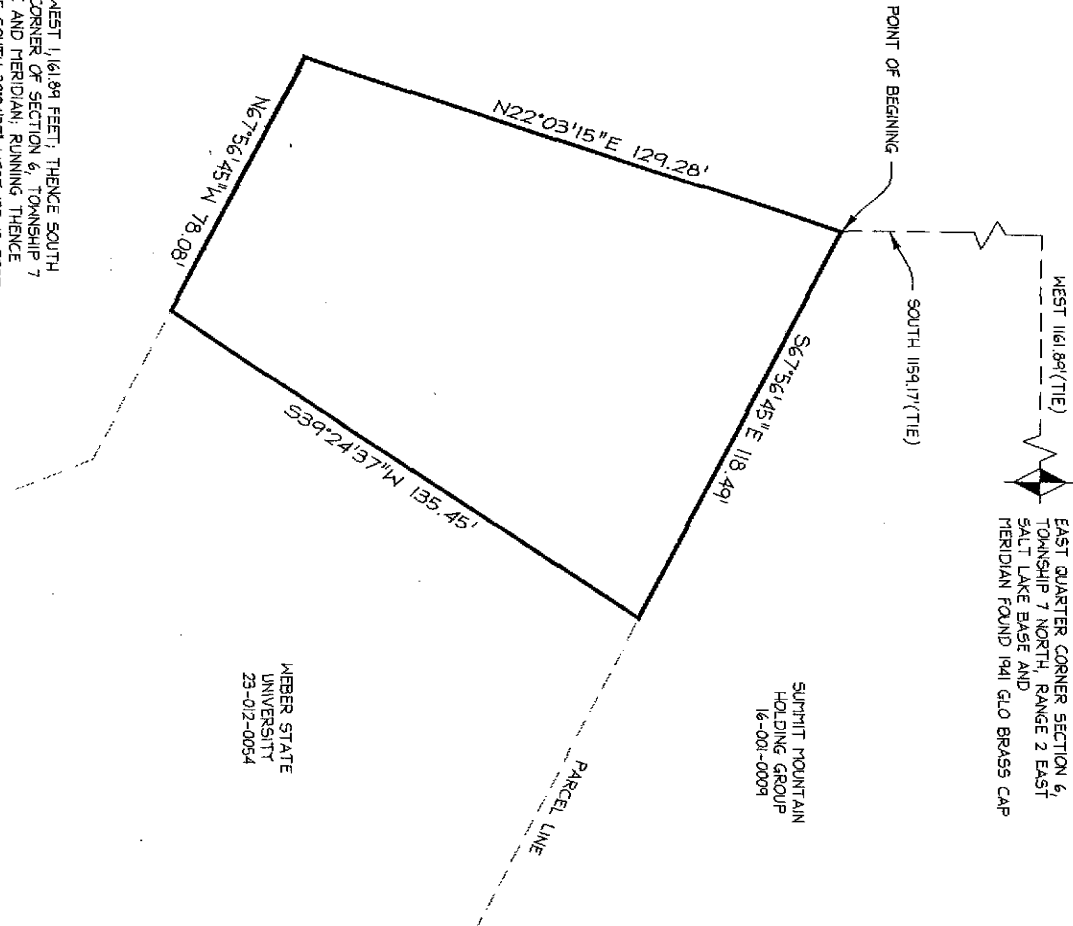 WEST 1161.89'(TIE)
EAST QUARTER CORNER SECTION 6,
TOWNSHIP 7 NORTH, RANGE 2 EAST
SALT LAKE BASE AND
MERIDIAN FOUND 1941 GLO BRASS CAP
POINT OF BEGINING
SOUTH 1159.17'(TIE)
N22°03'15"E 129.28'
S67°56'45"E 118.49'
N67°56'45"W 78.08'
S39°24'37"W 135.45'
SUMMIT MOUNTAIN
HOLDING GROUP
16-001-0009
PARCEL LINE
WEBER STATE
UNIVERSITY
23-012-0054
WEST 1,161.89 FEET; THENCE SOUTH
CORNER OF SECTION 6, TOWNSHIP 7
AND MERIDIAN; RUNNING THENCE